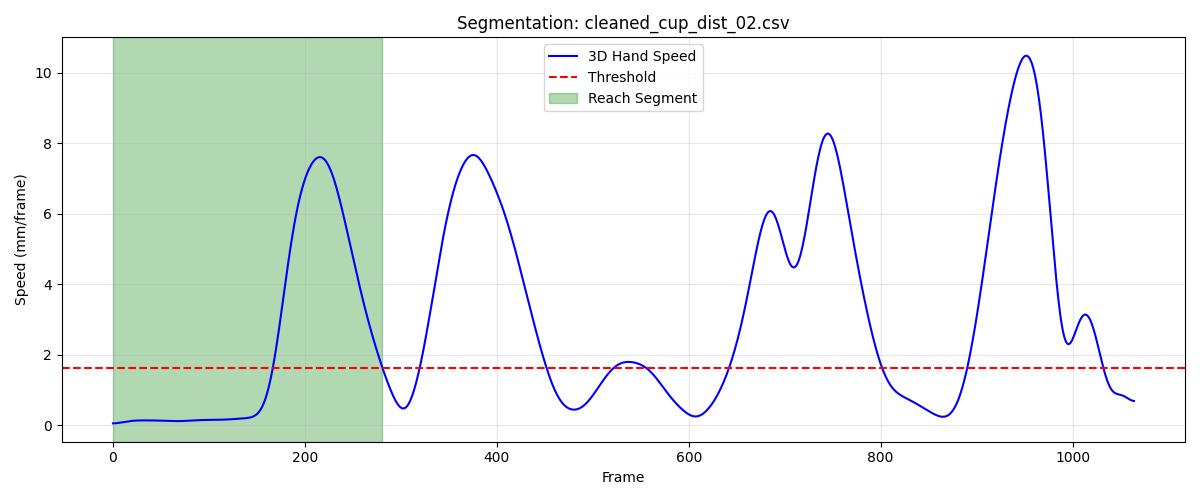 Segmentation: cleaned_cup_dist_02.csv
3D Hand Speed
Threshold
Reach Segment
Speed (mm/frame)
10
8
6
4
2
0
0 200 400 600 800 1000
Frame